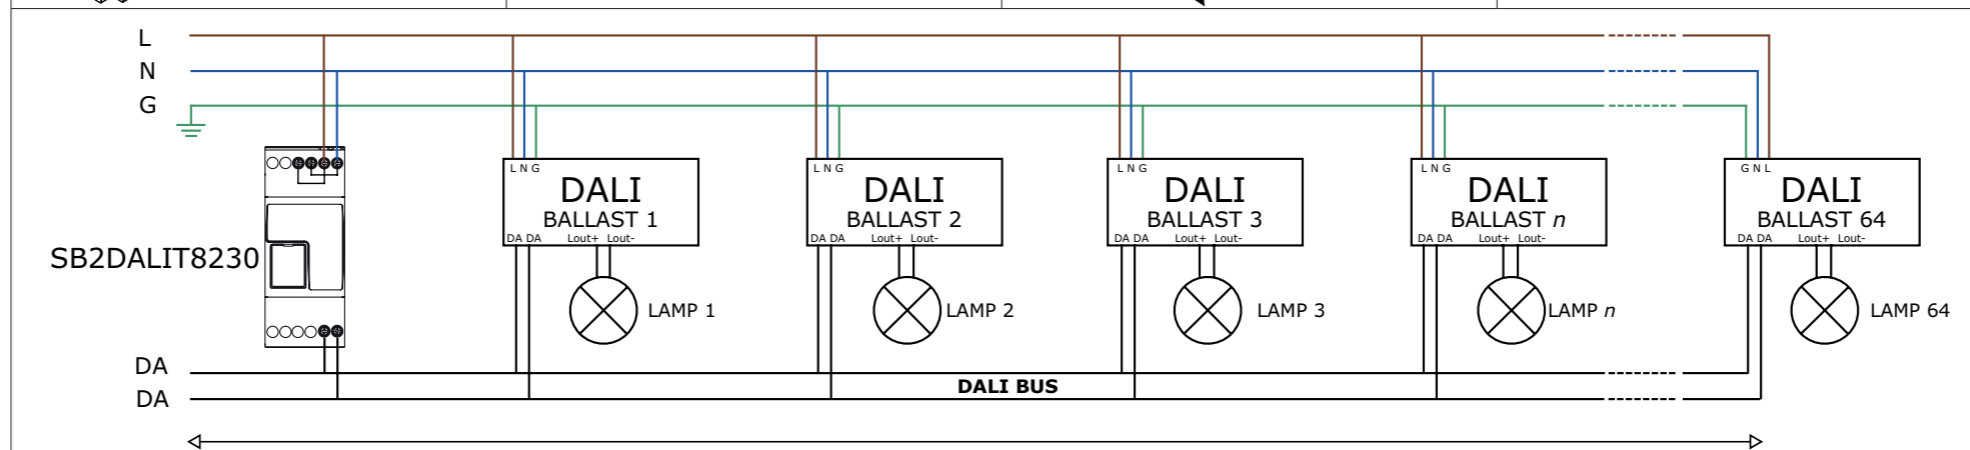 L
N
G
L N G
L N G
L N G
L N G
G N L
DALI
BALLAST 1
DALI
BALLAST 2
DALI
BALLAST 3
DALI
BALLAST n
DALI
BALLAST 64
DA DA Lout+ Lout-
DA DA Lout+ Lout-
DA DA Lout+ Lout-
DA DA Lout+ Lout-
DA DA Lout+ Lout-
SB2DALIT8230
LAMP 1
LAMP 2
LAMP 3
LAMP n
LAMP 64
DA
DALI BUS
DA